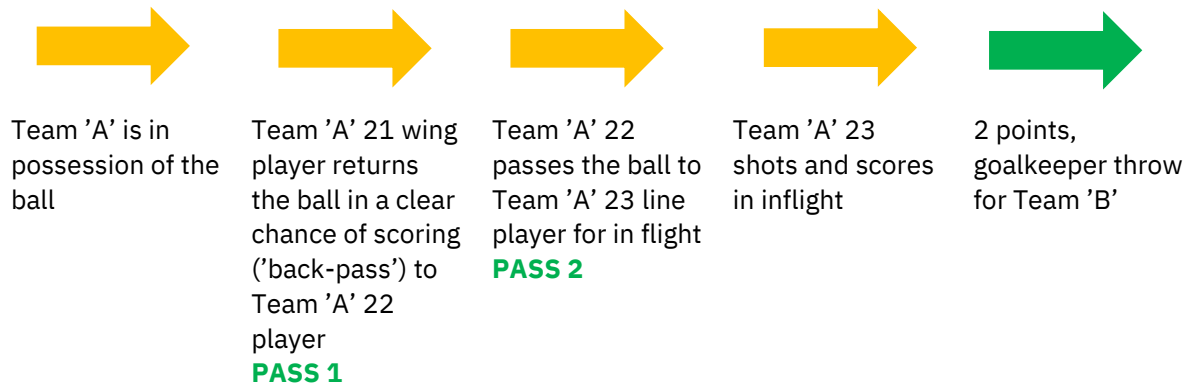 Team ’A’ is in
possession of the
ball
Team ’A’ 21 wing
player returns
the ball in a clear
chance of scoring
(’back-pass’) to
Team ’A’ 22
player
PASS 1
Team ’A’ 22
passes the ball to
Team ’A’ 23 line
player for in flight
PASS 2
Team ’A’ 23
shots and scores
in inflight
2 points,
goalkeeper throw
for Team ’B’